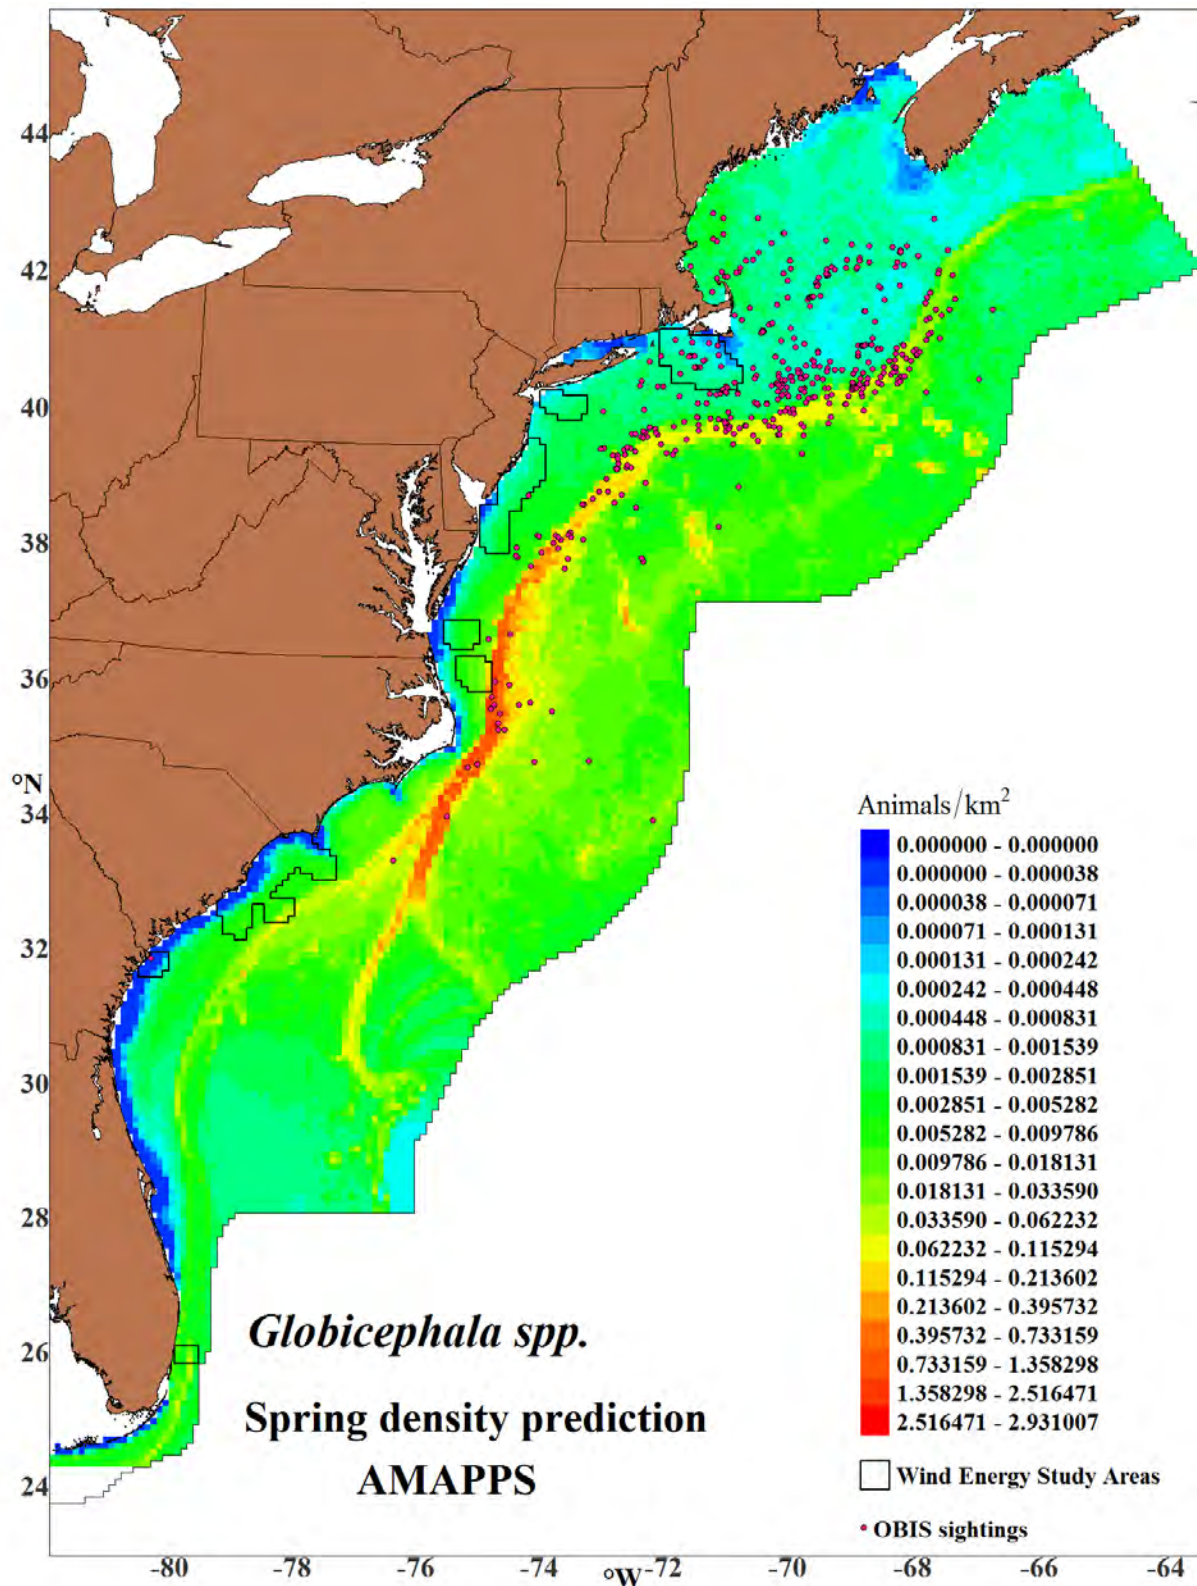 44
42
40
38
36
°N
34
32
30
28
26
24
Animals/km²
0.000000 - 0.000000
0.000000 - 0.000038
0.000038 - 0.000071
0.000071 - 0.000131
0.000131 - 0.000242
0.000242 - 0.000448
0.000448 - 0.000831
0.000831 - 0.001539
0.001539 - 0.002851
0.002851 - 0.005282
0.005282 - 0.009786
0.009786 - 0.018131
0.018131 - 0.033590
0.033590 - 0.062232
0.062232 - 0.115294
0.115294 - 0.213602
0.213602 - 0.395732
0.395732 - 0.733159
0.733159 - 1.358298
1.358298 - 2.516471
2.516471 - 2.931007
Wind Energy Study Areas
OBIS sightings
Globicephala spp.
Spring density prediction
AMAPPS
-80 -78 -76 -74 °W -72 -70 -68 -66 -64